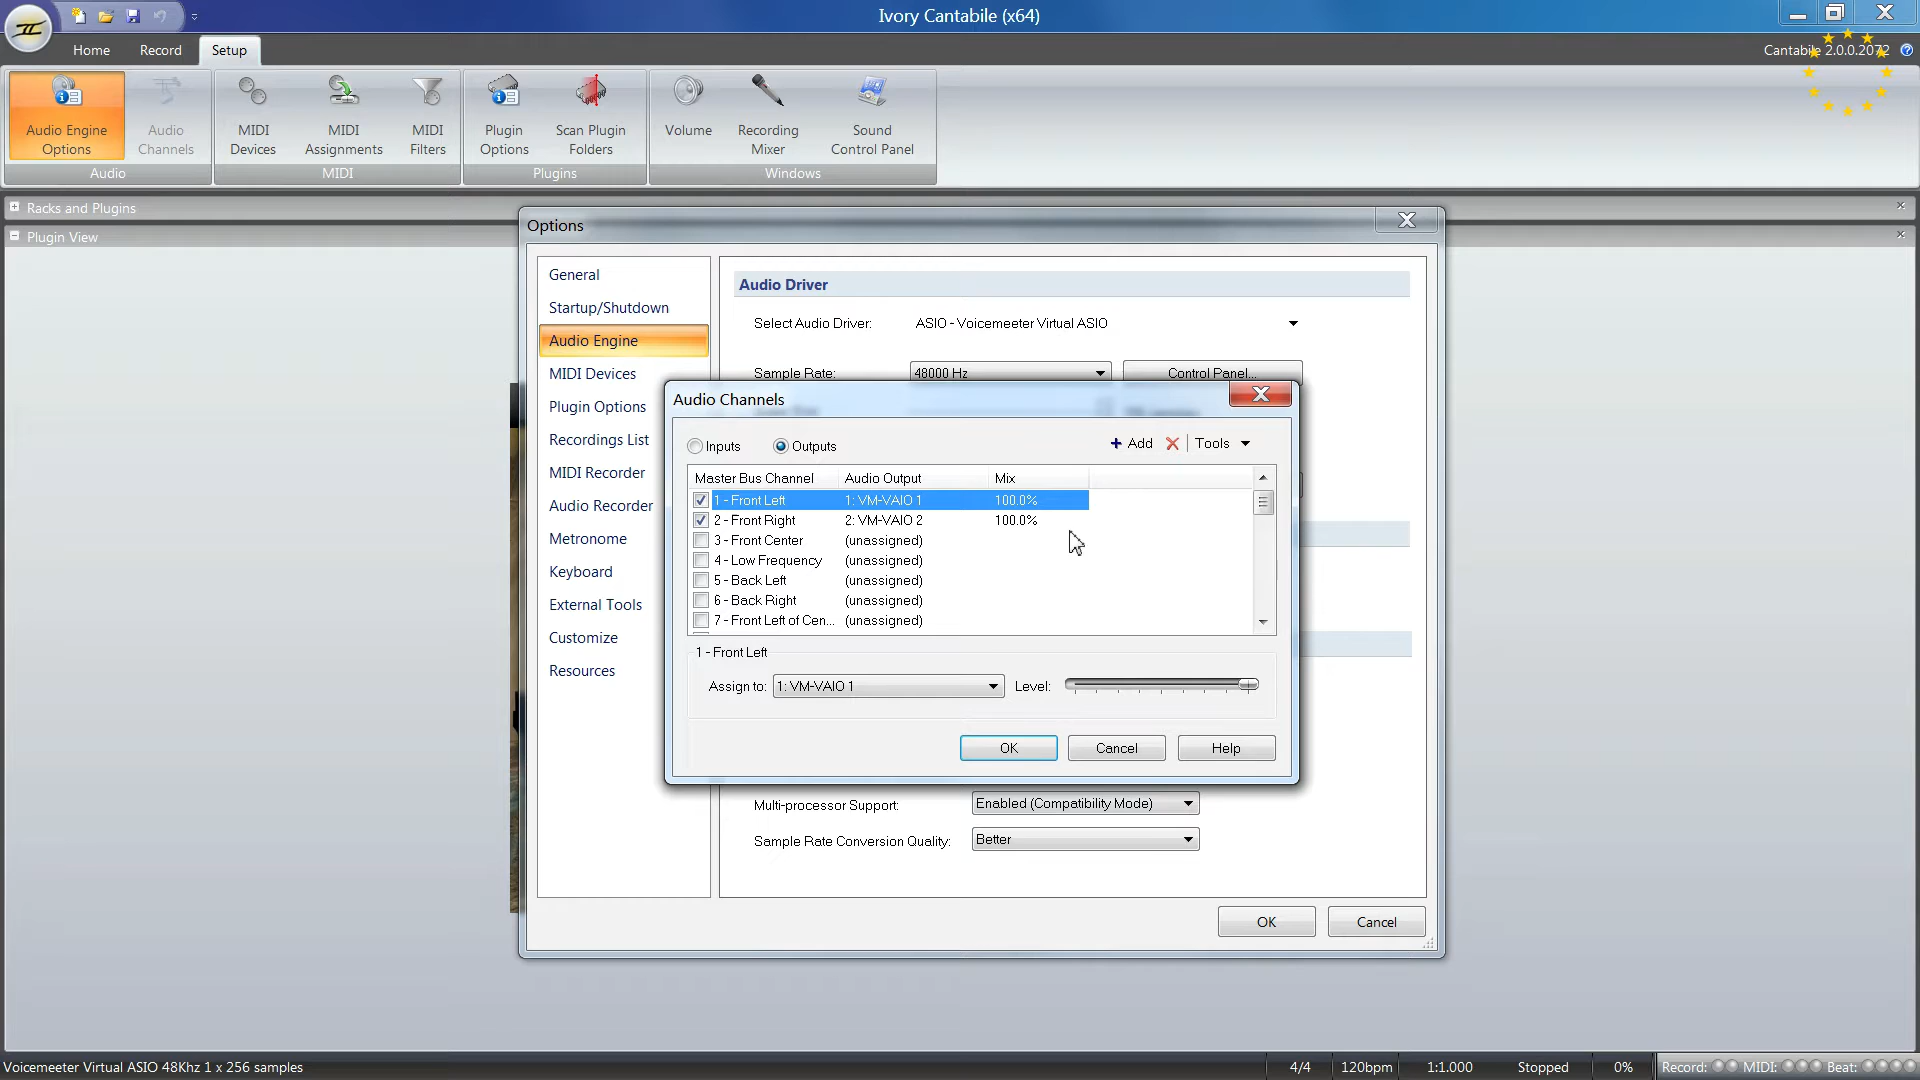 Ivory Cantabile (x64)
Home Record Setup
Cantabile 2.0.0.2072
Audio Engine Options
Audio Channels
MIDI Devices
MIDI Assignments
MIDI Filters
Plugin Options
Scan Plugin Folders
Volume
Recording Mixer
Sound Control Panel
Audio MIDI Plugins Windows
Racks and Plugins
Plugin View
Options
General
Startup/Shutdown
Audio Engine
MIDI Devices
Plugin Options
Recordings List
MIDI Recorder
Audio Recorder
Metronome
Keyboard
External Tools
Customize
Resources
Audio Driver
Select Audio Driver: ASIO - Voicemeeter Virtual ASIO
Sample Rate: 48000 Hz Control Panel...
Audio Channels
Inputs Outputs Add Tools
Master Bus Channel Audio Output Mix
1 - Front Left 1: VM-VAIO 1 100.0%
2 - Front Right 2: VM-VAIO 2 100.0%
3 - Front Center (unassigned)
4 - Low Frequency (unassigned)
5 - Back Left (unassigned)
6 - Back Right (unassigned)
7 - Front Left of Cen... (unassigned)
1 - Front Left
Assign to: 1: VM-VAIO 1 Level:
OK Cancel Help
Multi-processor Support: Enabled (Compatibility Mode)
Sample Rate Conversion Quality: Better
OK Cancel
Voicemeeter Virtual ASIO 48Khz 1 x 256 samples 4/4 120bpm 1:1.000 Stopped 0% Record: MIDI: Beat: